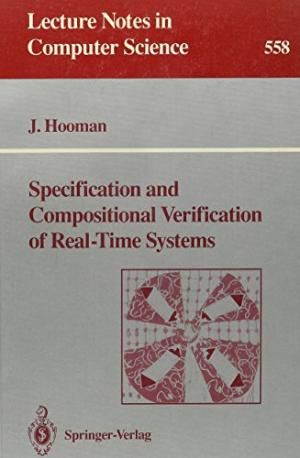 Lecture Notes in
Computer Science
558
J. Hooman
Specification and
Compositional Verification
of Real-Time Systems
Springer-Verlag